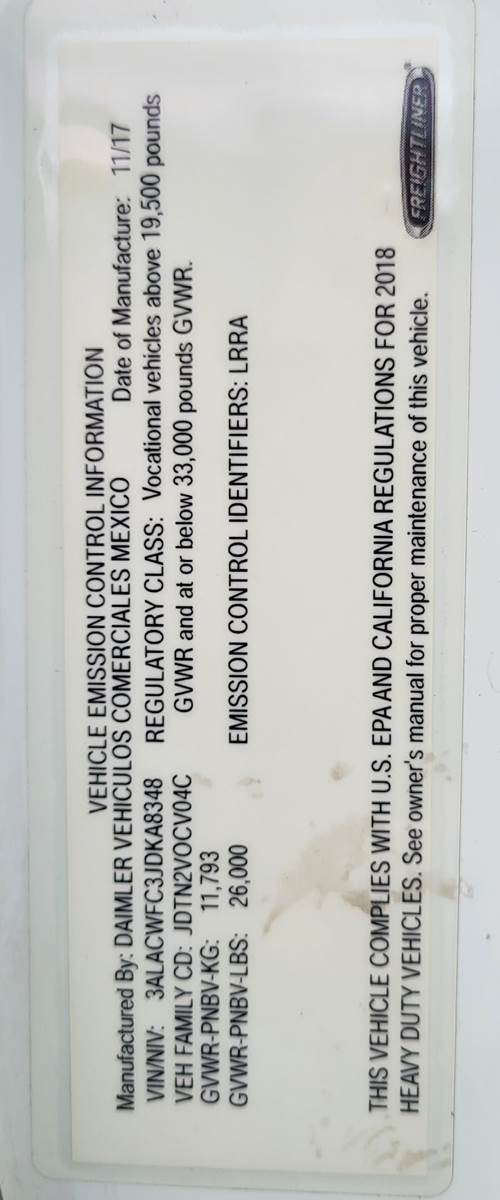 VEHICLE EMISSION CONTROL INFORMATION
Manufactured By: DAIMLER VEHICULOS COMERCIALES MEXICO Date of Manufacture: 11/17
VIN/NIV: 3ALACWFC3JDKA8348 REGULATORY CLASS: Vocational vehicles above 19,500 pounds
VEH FAMILY CD: JDTN2VOCV04C GVWR and at or below 33,000 pounds GVWR.
GVWR-PNBV-KG: 11,793
GVWR-PNBV-LBS: 26,000 EMISSION CONTROL IDENTIFIERS: LRRA
THIS VEHICLE COMPLIES WITH U.S. EPA AND CALIFORNIA REGULATIONS FOR 2018
HEAVY DUTY VEHICLES. See owner's manual for proper maintenance of this vehicle.
FREIGHTLINER®